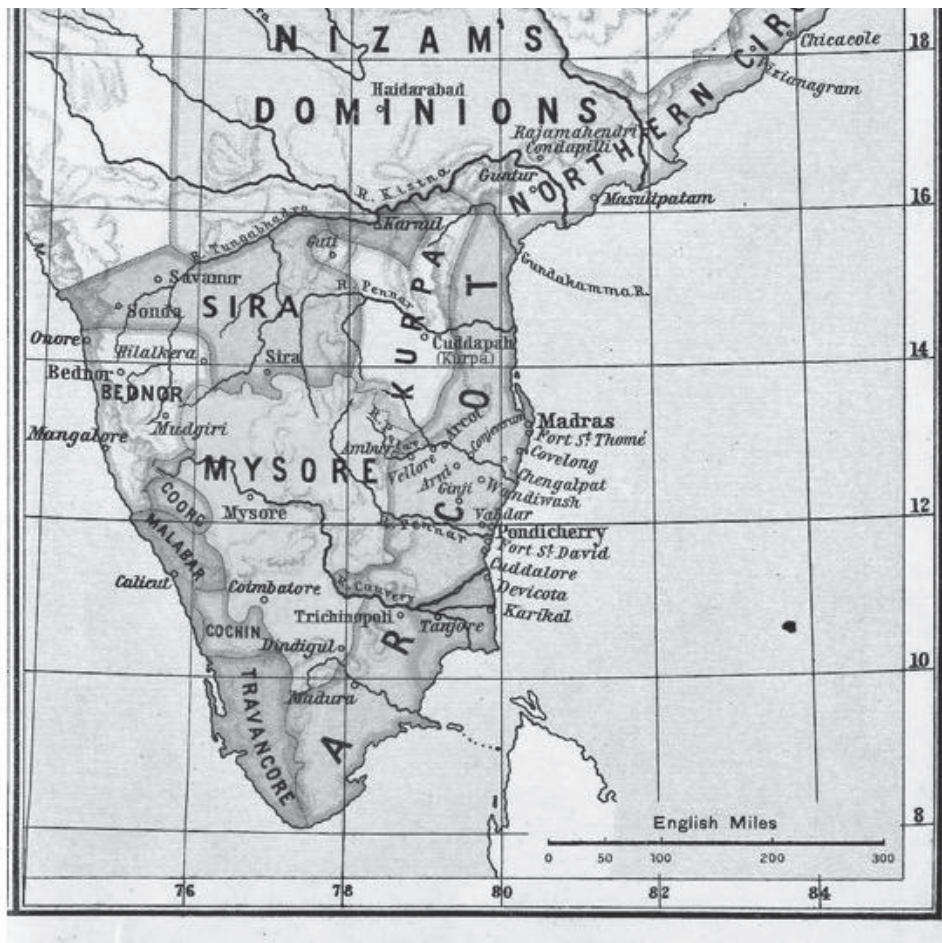 NIZAM'S
DOMINIONS
Haidarabad
NORTHERN CIRC
Chicacole
Vizianagram
18
Rajamahendri
Condapilli
Guntur
Masulipatam
R. Kistna
16
R. Tungabhadra
Karnul
Guti
Gundakamma R.
Savanur
Sonda
SIRA
R. Pennar
KURPA
Cuddapah
(Kurpa)
Onore
Hilalkera
Sira
14
Bednor
BEDNOR
Mudgiri
Mangalore
MYSORE
Mysore
R. Palar
Ambur
Vellore
Arcot
Conjeveram
Arni
Ginji
Madras
Fort St. Thomé
Covelong
Chengalpat
Wandiwash
Valdar
12
COORG
MALABAR
R. Pennar
Pondicherry
Fort St. David
Cuddalore
Devicota
Karikal
Calicut
Coimbatore
R. Cauvery
Trichinopoli
Tanjore
COCHIN
Dindigul
10
Madura
TRAVANCORE
ARCOT
8
English Miles
0 50 100 200 300
76 78 80 82 84